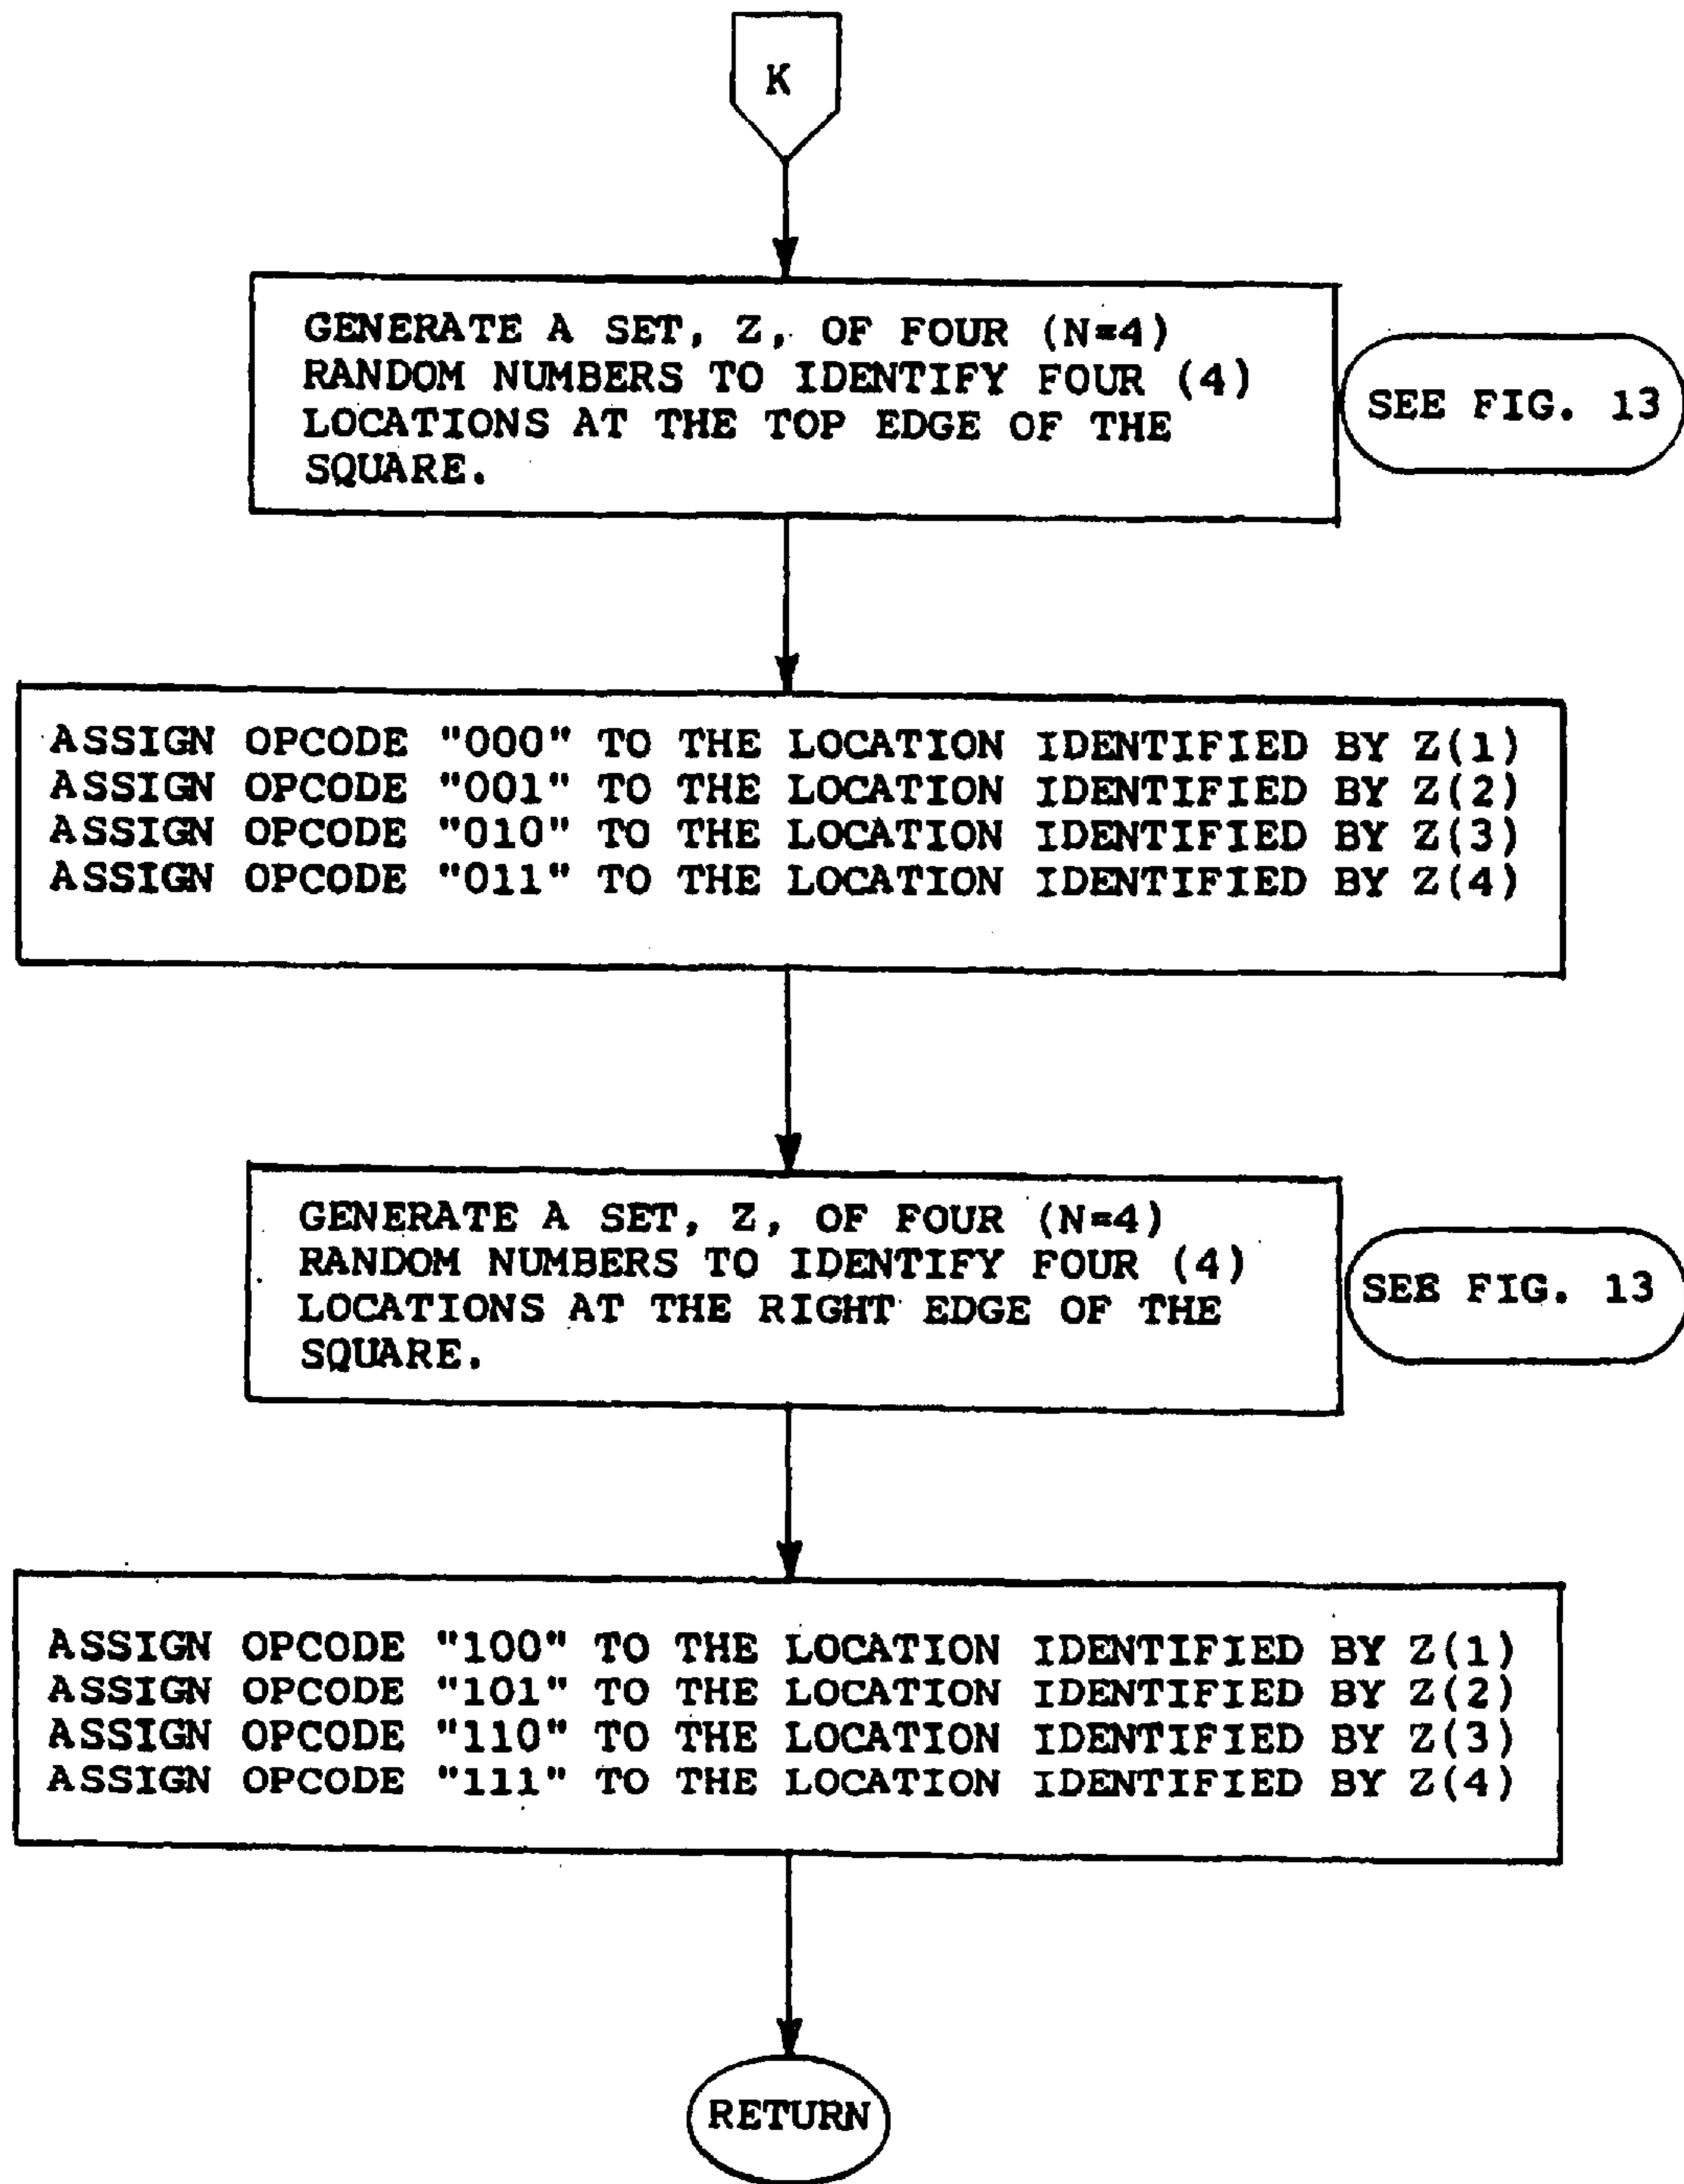 K
GENERATE A SET, Z, OF FOUR (N=4)
RANDOM NUMBERS TO IDENTIFY FOUR (4)
LOCATIONS AT THE TOP EDGE OF THE
SQUARE.
SEE FIG. 13
ASSIGN OPCODE "000" TO THE LOCATION IDENTIFIED BY Z(1)
ASSIGN OPCODE "001" TO THE LOCATION IDENTIFIED BY Z(2)
ASSIGN OPCODE "010" TO THE LOCATION IDENTIFIED BY Z(3)
ASSIGN OPCODE "011" TO THE LOCATION IDENTIFIED BY Z(4)
GENERATE A SET, Z, OF FOUR (N=4)
RANDOM NUMBERS TO IDENTIFY FOUR (4)
LOCATIONS AT THE RIGHT EDGE OF THE
SQUARE.
SEE FIG. 13
ASSIGN OPCODE "100" TO THE LOCATION IDENTIFIED BY Z(1)
ASSIGN OPCODE "101" TO THE LOCATION IDENTIFIED BY Z(2)
ASSIGN OPCODE "110" TO THE LOCATION IDENTIFIED BY Z(3)
ASSIGN OPCODE "111" TO THE LOCATION IDENTIFIED BY Z(4)
RETURN